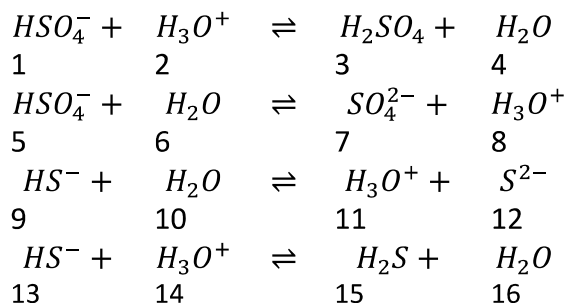 HSO₄⁻ + H₃O⁺ ⇌ H₂SO₄ + H₂O
1 2 3 4
HSO₄⁻ + H₂O ⇌ SO₄²⁻ + H₃O⁺
5 6 7 8
HS⁻ + H₂O ⇌ H₃O⁺ + S²⁻
9 10 11 12
HS⁻ + H₃O⁺ ⇌ H₂S + H₂O
13 14 15 16